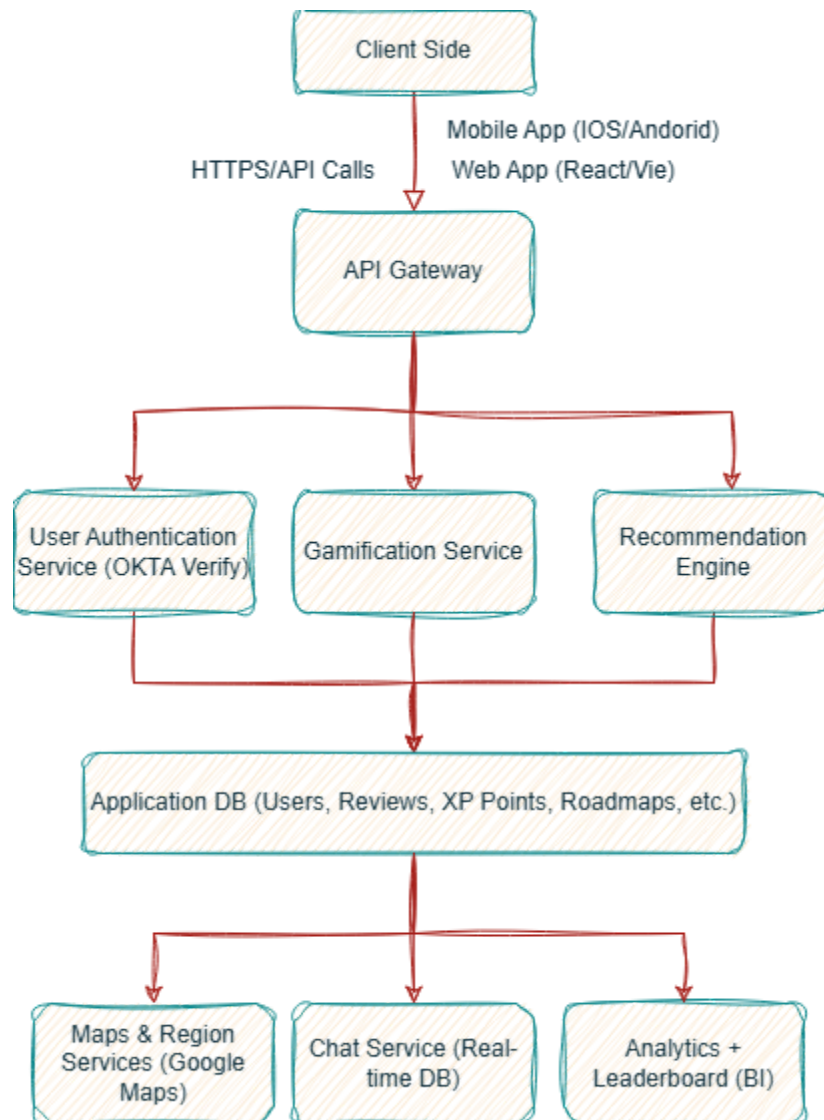 Client Side
Mobile App (IOS/Andorid)
HTTPS/API Calls
Web App (React/Vie)
API Gateway
User Authentication
Service (OKTA Verify)
Gamification Service
Recommendation
Engine
Application DB (Users, Reviews, XP Points, Roadmaps, etc.)
Maps & Region
Services (Google
Maps)
Chat Service (Real-
time DB)
Analytics +
Leaderboard (BI)